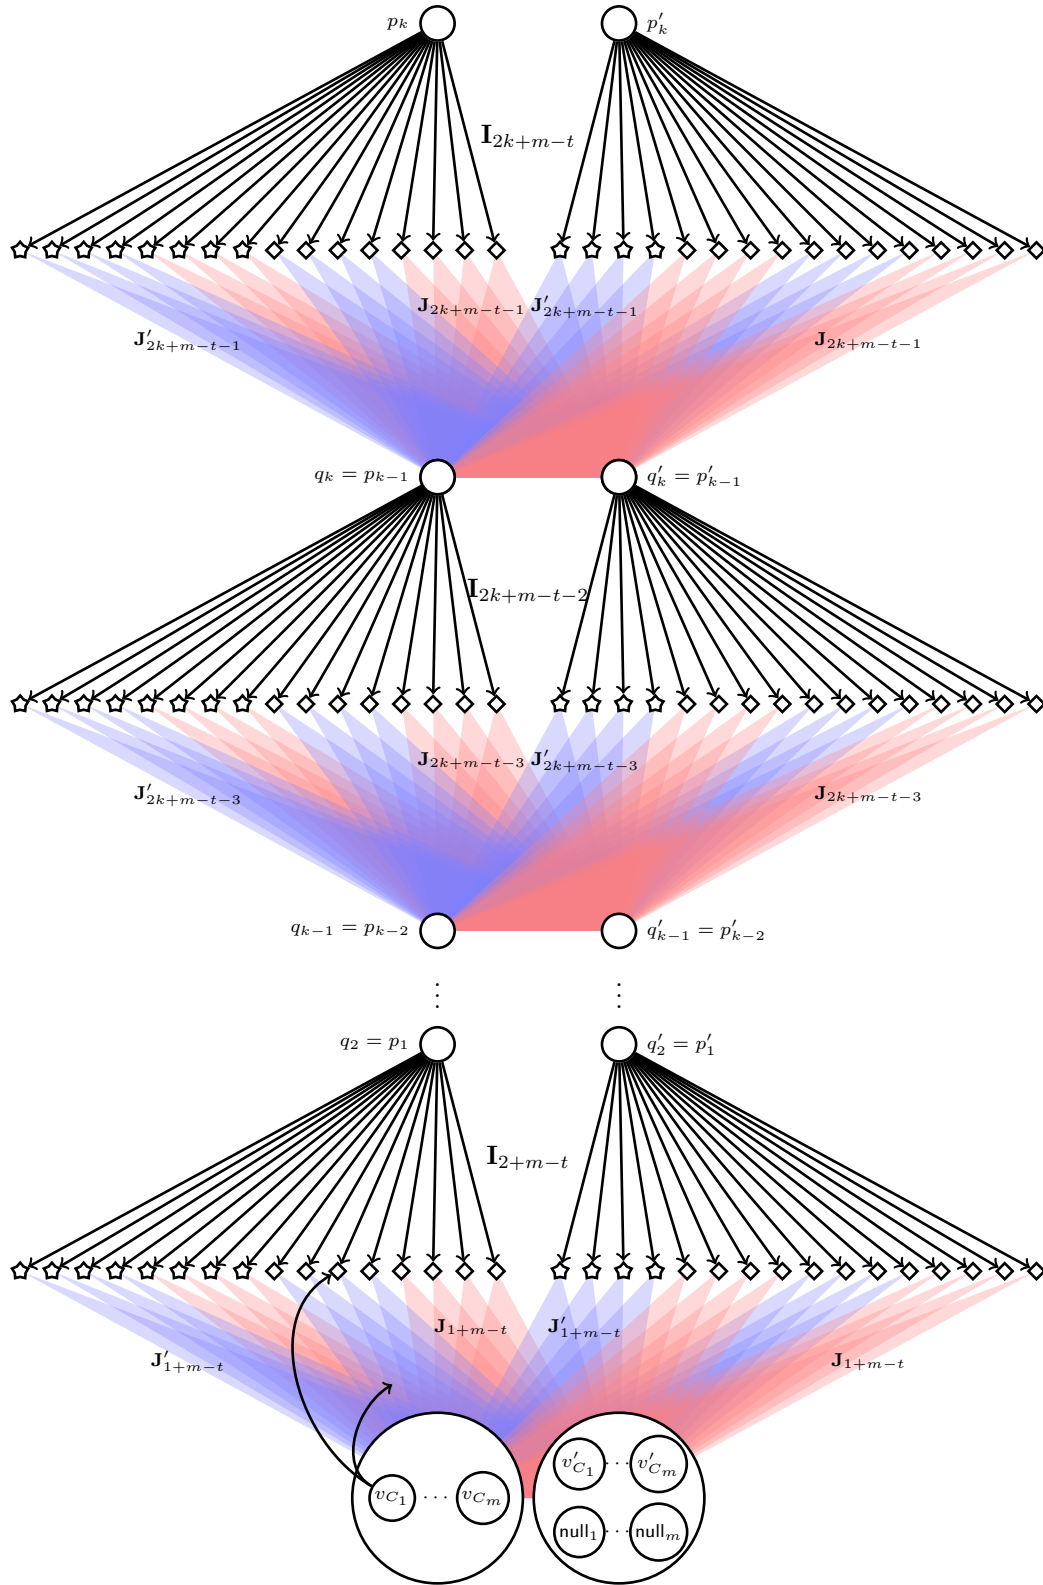 p_k p'_k
I_{2k+m-t}
J_{2k+m-t-1} J'_{2k+m-t-1}
J'_{2k+m-t-1} J_{2k+m-t-1}
q_k = p_{k-1} q'_k = p'_{k-1}
I_{2k+m-t-2}
J_{2k+m-t-3} J'_{2k+m-t-3}
J'_{2k+m-t-3} J_{2k+m-t-3}
q_{k-1} = p_{k-2} q'_{k-1} = p'_{k-2}
⋮ ⋮
q_2 = p_1 q'_2 = p'_1
I_{2+m-t}
J_{1+m-t} J'_{1+m-t}
J'_{1+m-t} J_{1+m-t}
v'_{C_1} ... v'_{C_m}
v_{C_1} ... v_{C_m}
null_1 ... null_m